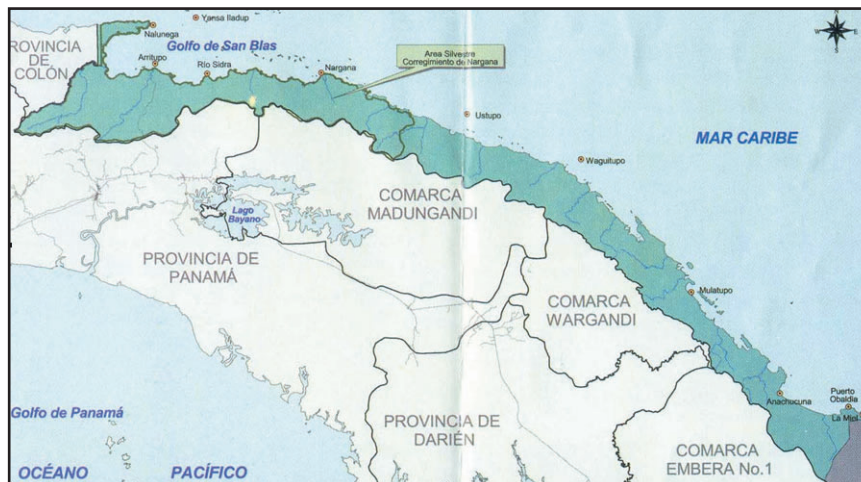 Yansa Iladup
Nalunega
Golfo de San Blas
PROVINCIA
DE
COLÓN
Arritupo
Río Sidra
Nargana
Area Silvestre
Corregimiento de Nargana
Ustupo
MAR CARIBE
Waguitupo
COMARCA
MADUNGANDI
Lago
Bayano
PROVINCIA DE
PANAMÁ
COMARCA
WARGANDI
Mulatupo
Golfo de Panamá
PROVINCIA DE
DARIÉN
Anachucuna
Puerto
Obaldia
La Miel
COMARCA
EMBERA No.1
OCÉANO PACÍFICO